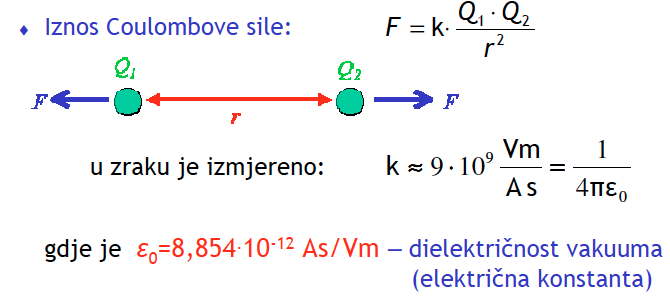 ♦ Iznos Coulombove sile: F = k · Q₁ · Q₂ / r²
Q₁ Q₂
F r F
u zraku je izmjereno: k ≈ 9 · 10⁹ Vm / A s = 1 / 4πε₀
gdje je ε₀=8,854·10⁻¹² As/Vm – dielektričnost vakuuma
(električna konstanta)